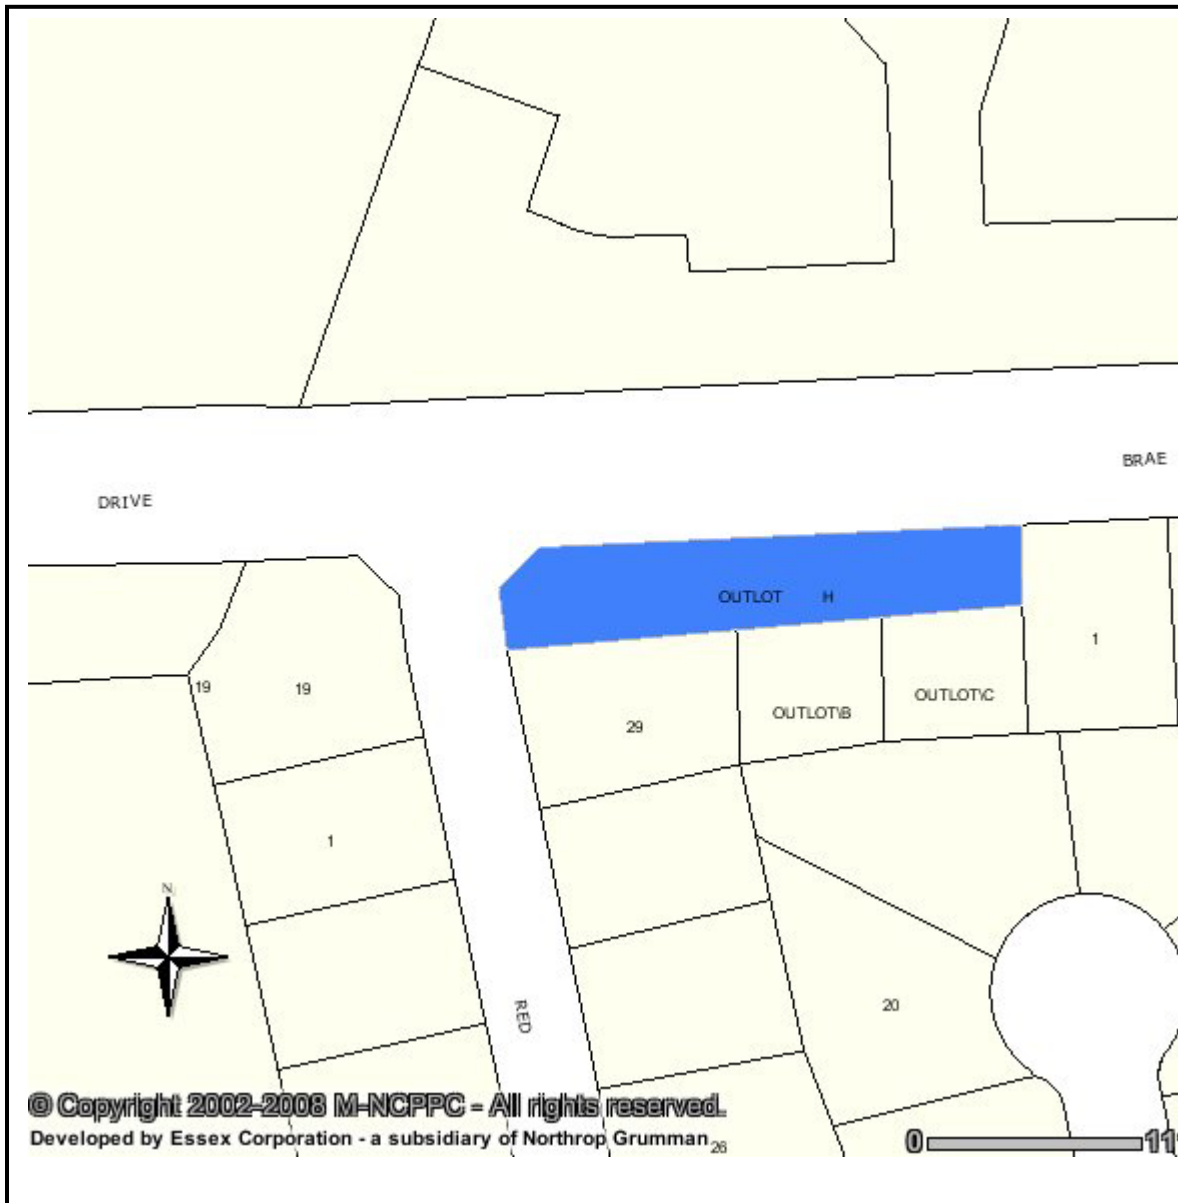 BRAE
DRIVE
OUTLOT H
1
19 19
OUTLOT\C
OUTLOT\B
29
1
N
20
RED
© Copyright 2002-2008 M-NCPPC - All rights reserved.
Developed by Essex Corporation - a subsidiary of Northrop Grumman
26
0